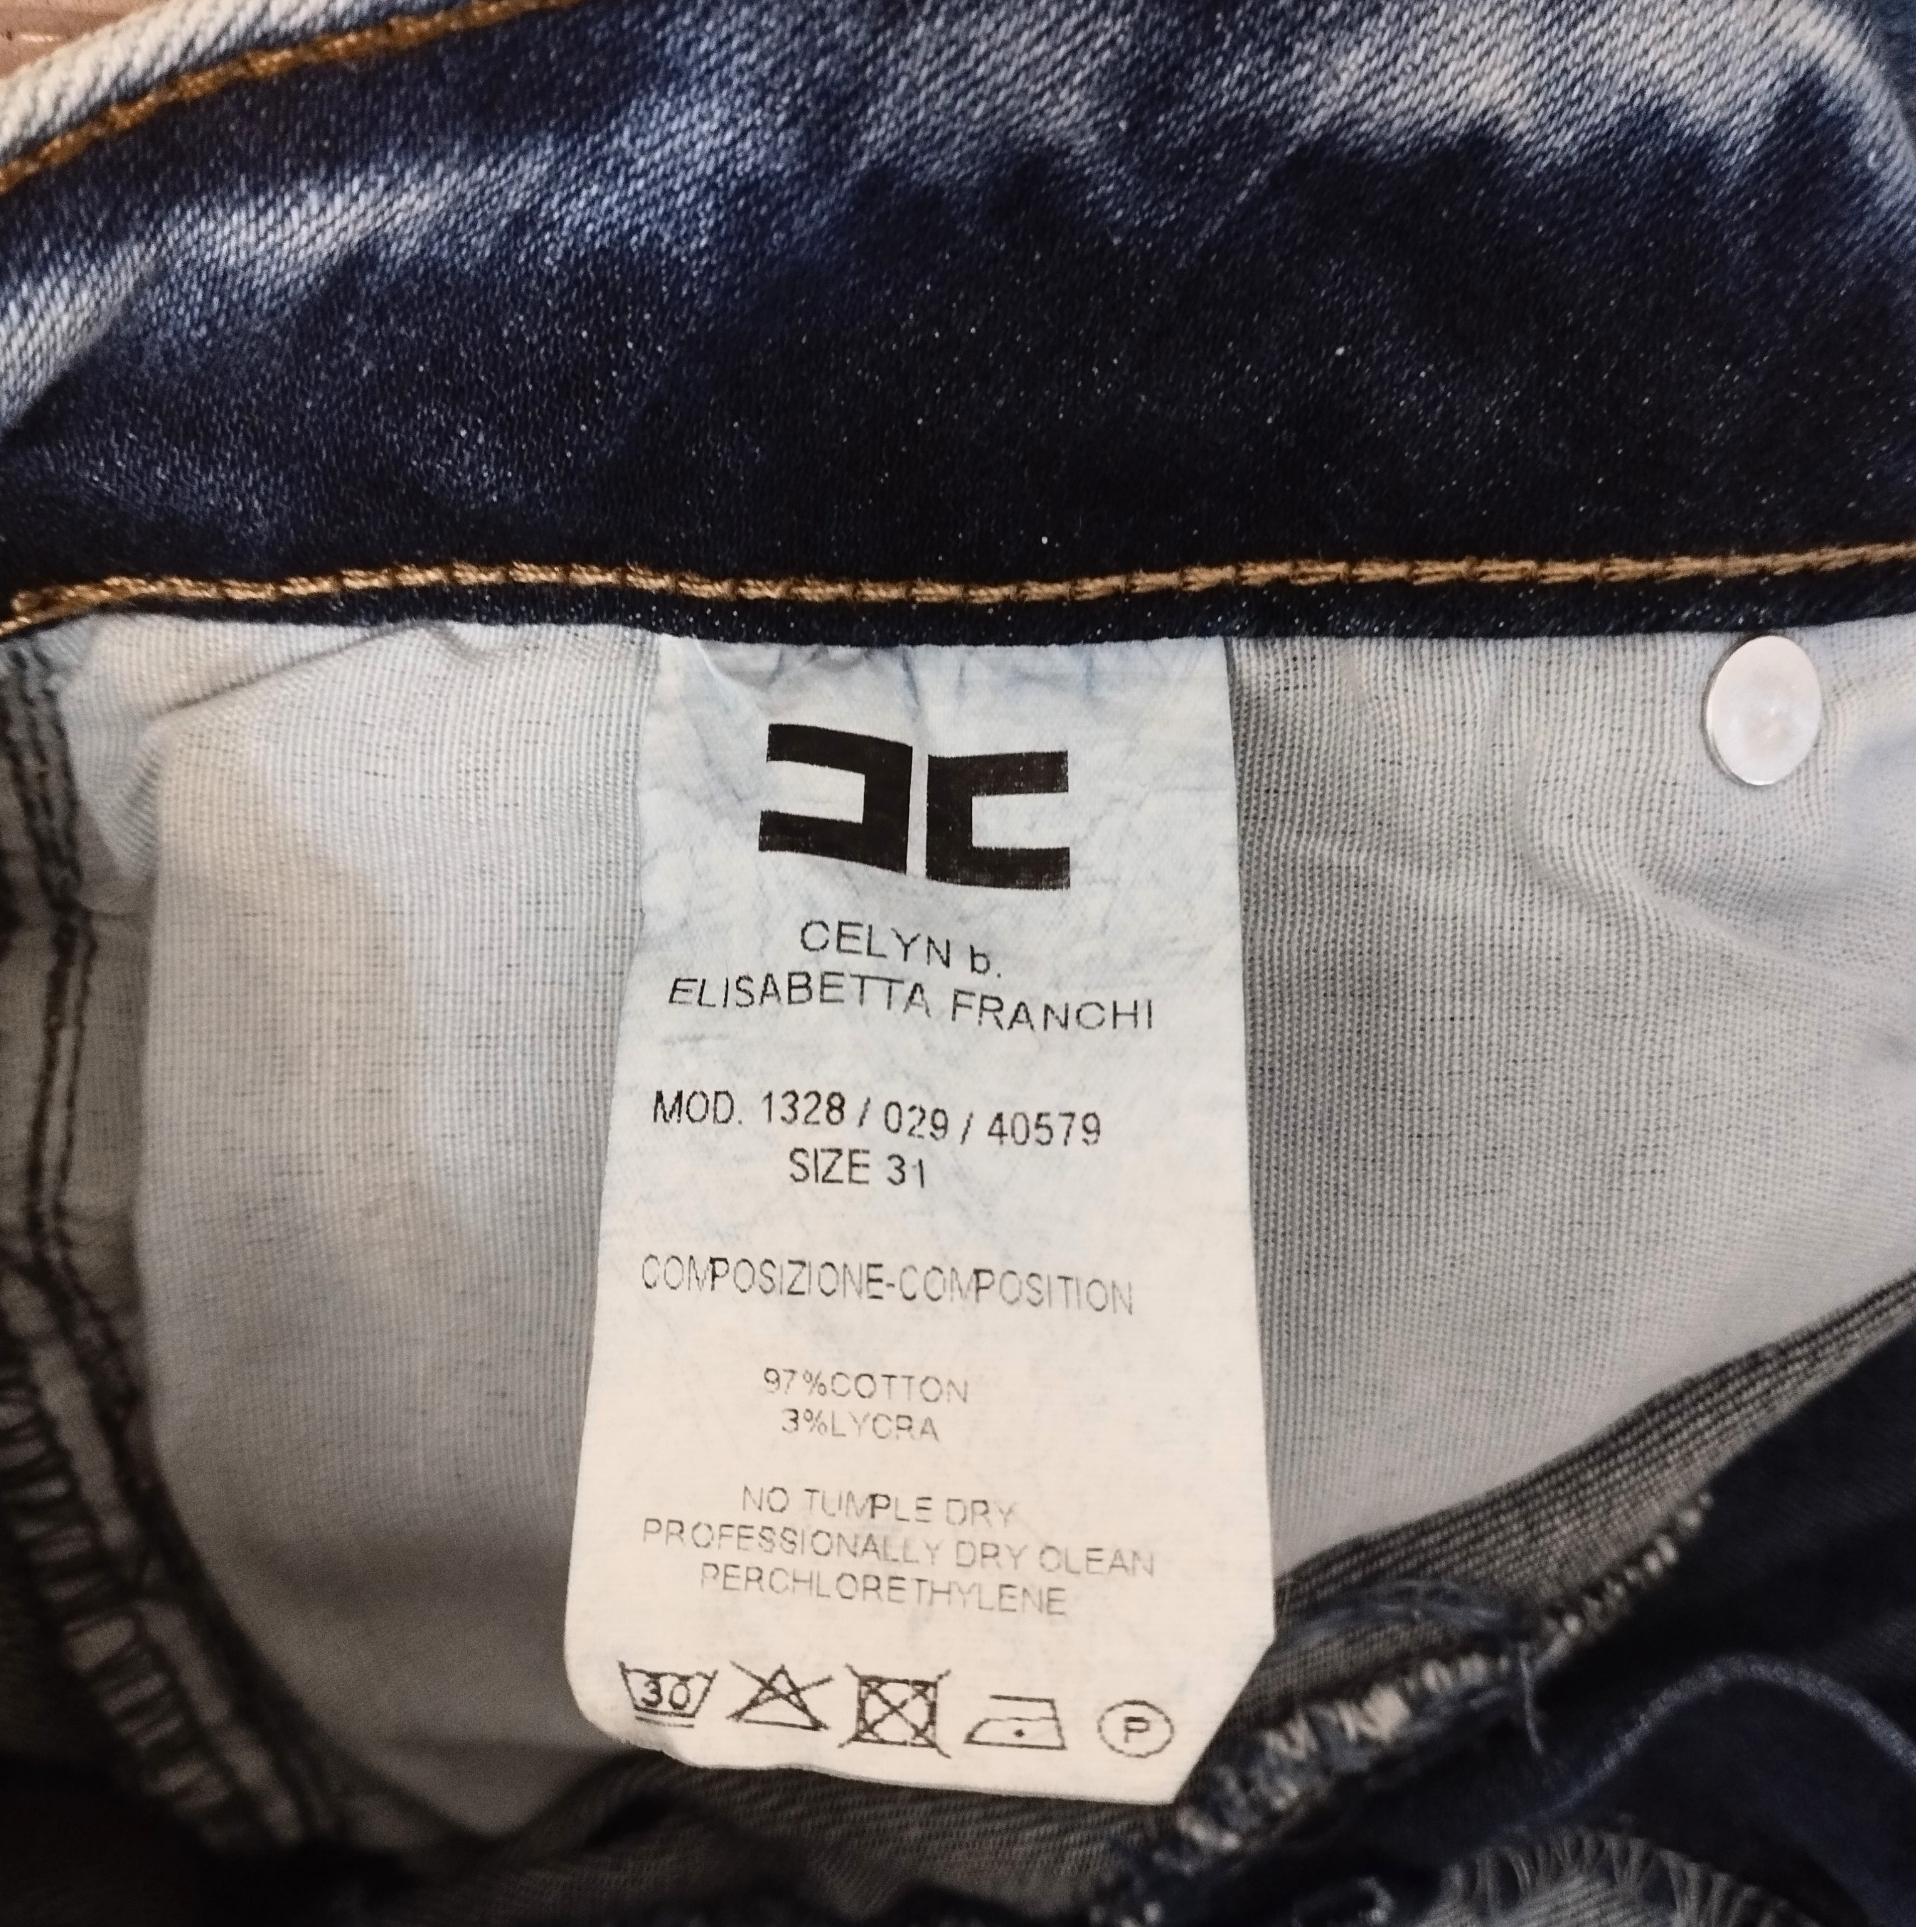 CELYN b.
ELISABETTA FRANCHI
MOD. 1328 / 029 / 40579
SIZE 31
COMPOSIZIONE-COMPOSITION
97%COTTON
3%LYCRA
NO TUMPLE DRY
PROFESSIONALLY DRY CLEAN
PERCHLORETHYLENE
30 P